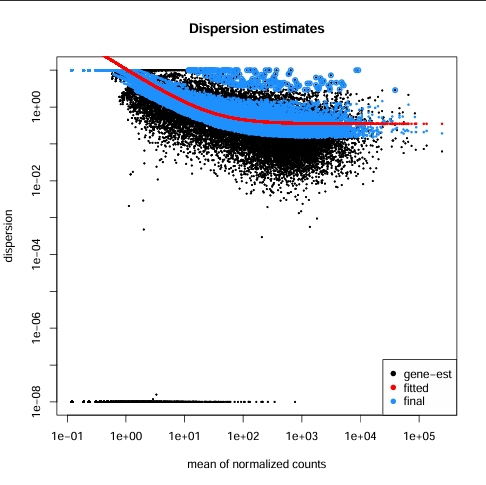 Dispersion estimates
dispersion
1e+00
1e−02
1e−04
1e−06
1e−08
gene−est
fitted
final
1e−01 1e+00 1e+01 1e+02 1e+03 1e+04 1e+05
mean of normalized counts